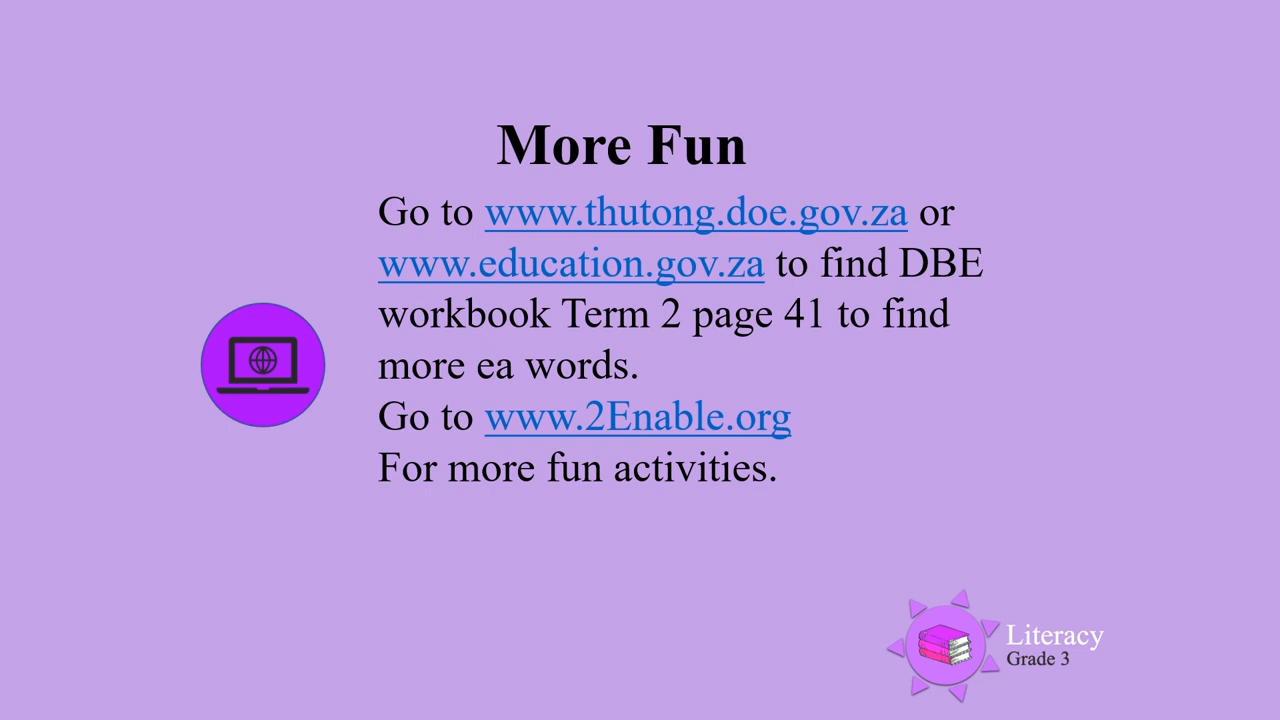 More Fun
Go to www.thutong.doe.gov.za or
www.education.gov.za to find DBE
workbook Term 2 page 41 to find
more ea words.
Go to www.2Enable.org
For more fun activities.
Literacy
Grade 3